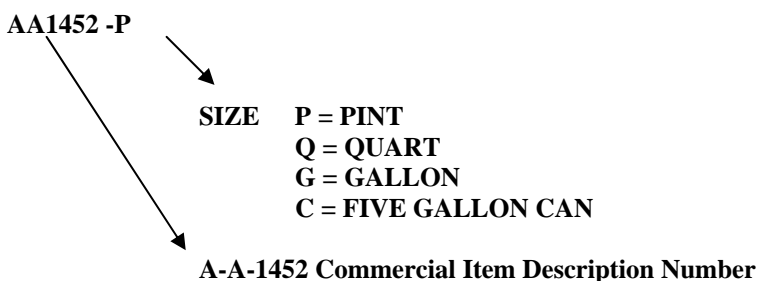 AA1452 -P
SIZE P = PINT
Q = QUART
G = GALLON
C = FIVE GALLON CAN
A-A-1452 Commercial Item Description Number